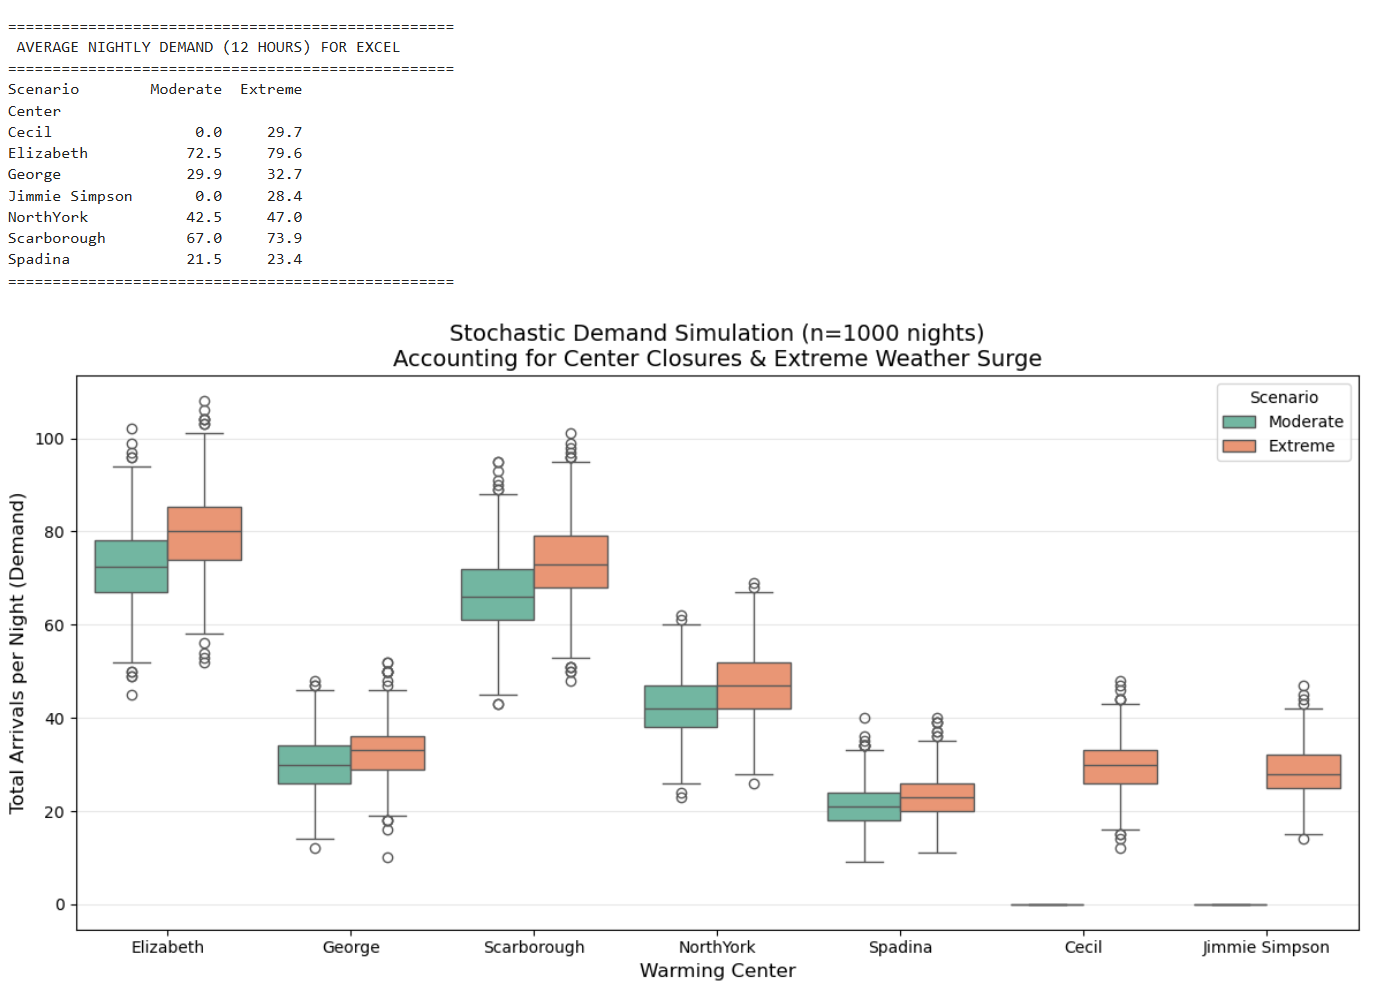 ==================================================
AVERAGE NIGHTLY DEMAND (12 HOURS) FOR EXCEL
==================================================
Scenario Moderate Extreme
Center
Cecil 0.0 29.7
Elizabeth 72.5 79.6
George 29.9 32.7
Jimmie Simpson 0.0 28.4
NorthYork 42.5 47.0
Scarborough 67.0 73.9
Spadina 21.5 23.4
==================================================
Stochastic Demand Simulation (n=1000 nights)
Accounting for Center Closures & Extreme Weather Surge
Scenario
Moderate
Extreme
Total Arrivals per Night (Demand)
100
80
60
40
20
0
Elizabeth George Scarborough NorthYork Spadina Cecil Jimmie Simpson
Warming Center